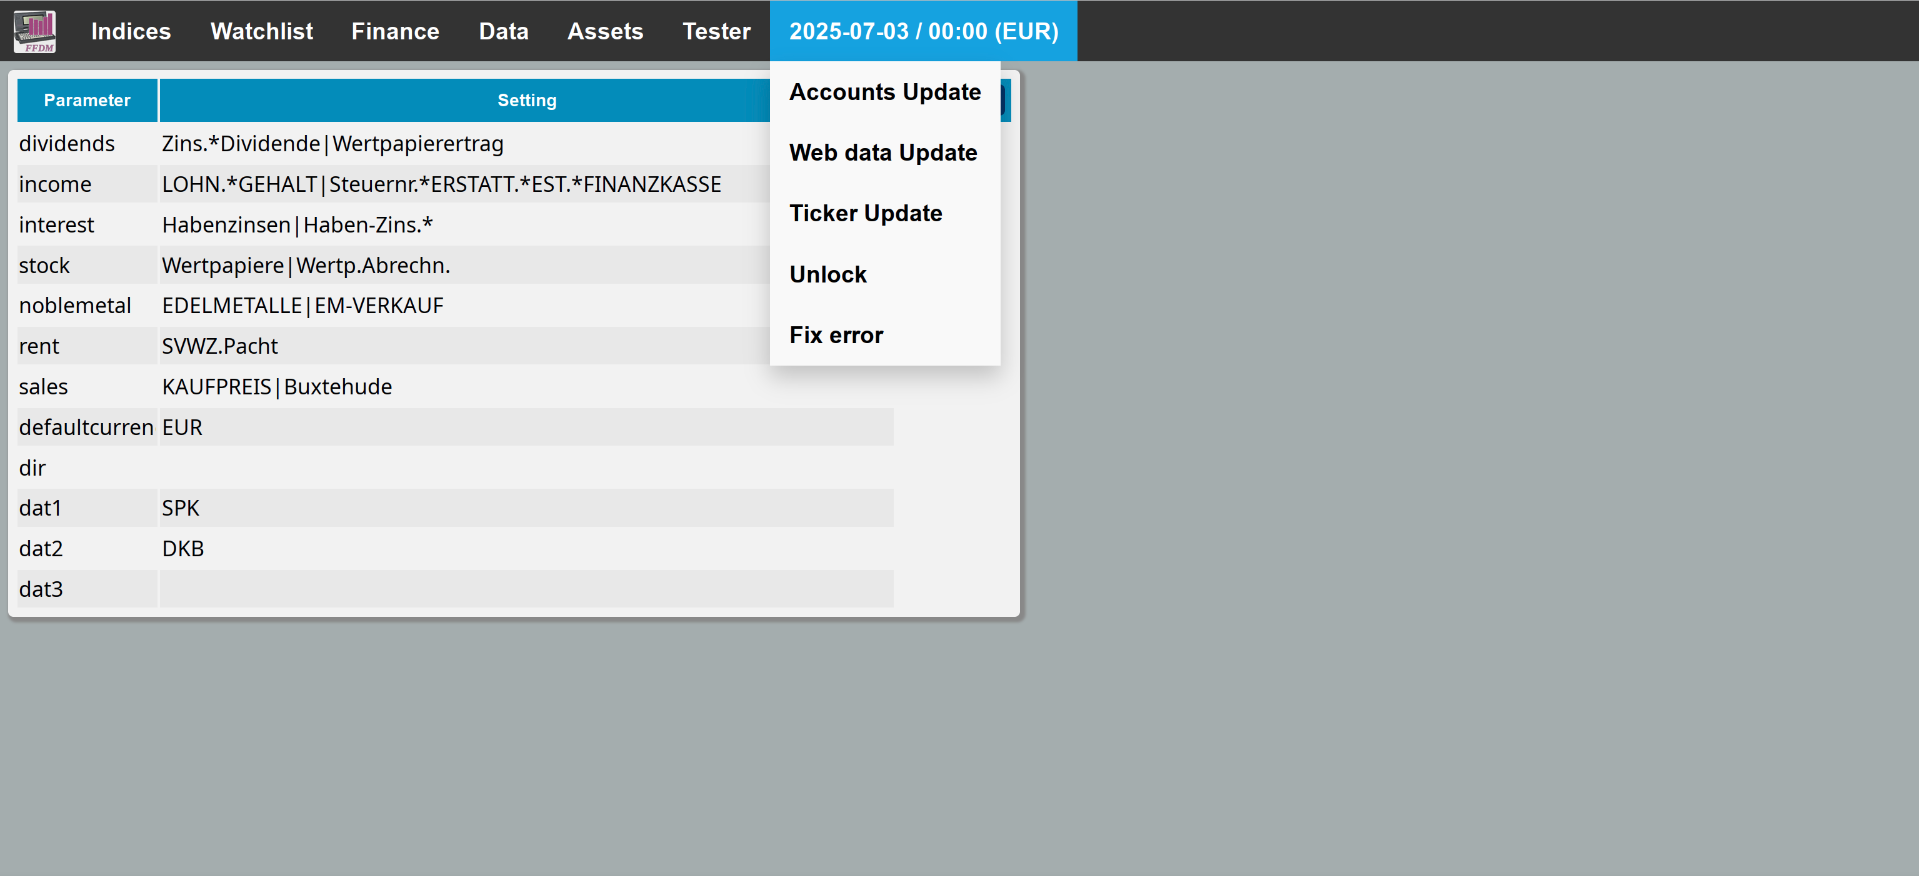 FFDM
Indices Watchlist Finance Data Assets Tester 2025-07-03 / 00:00 (EUR)
Accounts Update
Web data Update
Ticker Update
Unlock
Fix error
Parameter Setting
dividends Zins.*Dividende|Wertpapierertrag
income LOHN.*GEHALT|Steuernr.*ERSTATT.*EST.*FINANZKASSE
interest Habenzinsen|Haben-Zins.*
stock Wertpapiere|Wertp.Abrechn.
noblemetal EDELMETALLE|EM-VERKAUF
rent SVWZ.Pacht
sales KAUFPREIS|Buxtehude
defaultcurren EUR
dir
dat1 SPK
dat2 DKB
dat3